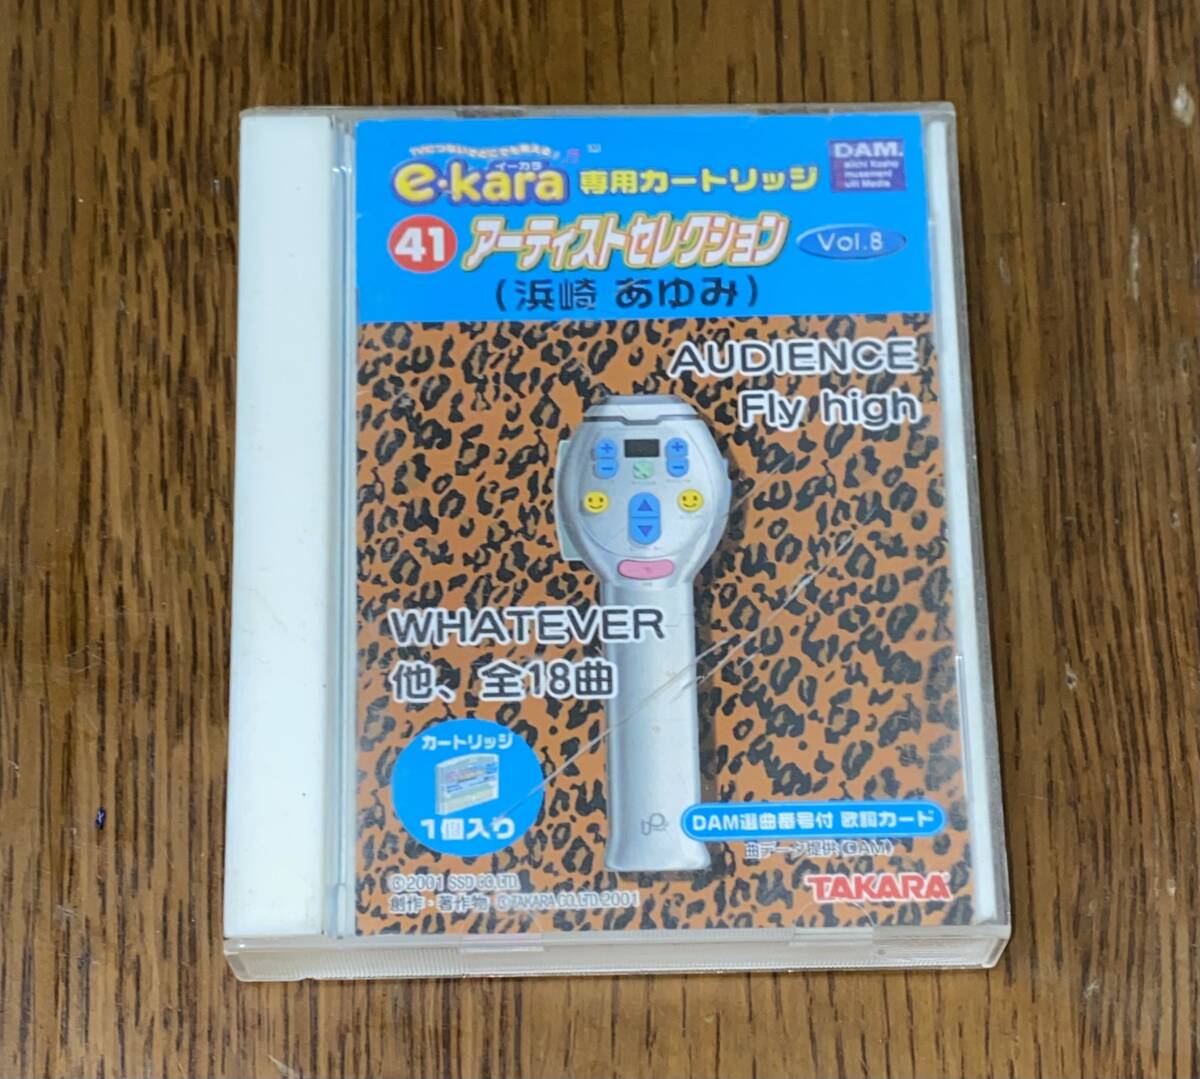 TVにつないでどこでも歌える!
イーカラ
e・kara 専用カートリッジ
DAM.
41 アーティストセレクション Vol.8
(浜崎 あゆみ)
AUDIENCE
Fly high
WHATEVER
他、全18曲
カートリッジ
1個入り
DAM選曲番号付 歌詞カード
曲データ提供(DAM)
©2001 SSD CO.LTD.
創作・著作物 ©TAKARA CO.,LTD.2001
TAKARA